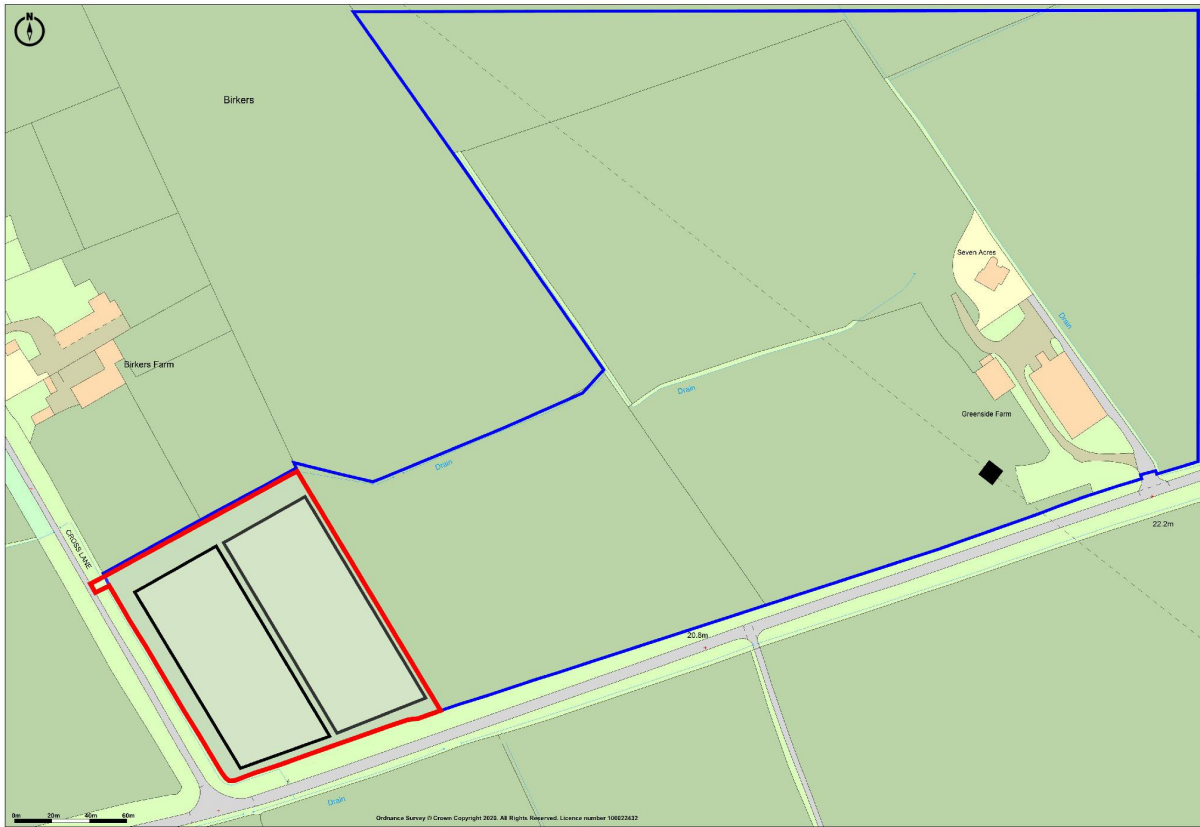 N
Birkers
Seven Acres
Drain
Birkers Farm
Drain
Greenside Farm
Drain
CROSS LANE
22.2m
20.8m
Drain
0m 20m 40m 60m
Ordnance Survey © Crown Copyright 2020. All Rights Reserved. Licence number 100022432